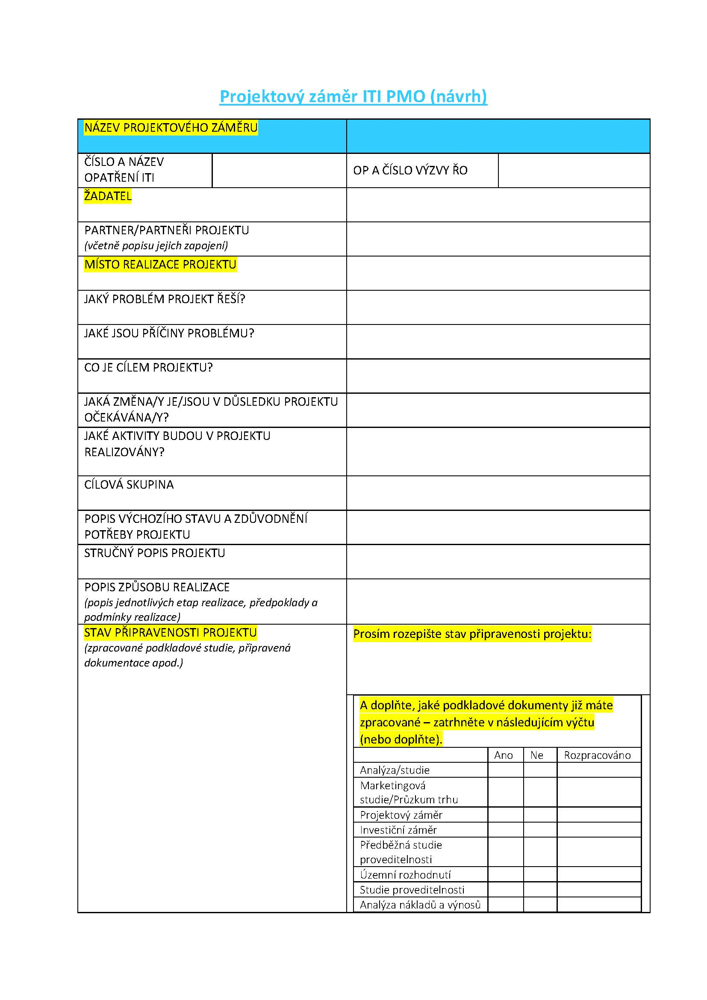 Projektový záměr ITI PMO (návrh)
NÁZEV PROJEKTOVÉHO ZÁMĚRU
ČÍSLO A NÁZEV
OPATŘENÍ ITI
OP A ČÍSLO VÝZVY ŘO
ŽADATEL
PARTNER/PARTNEŘI PROJEKTU
(včetně popisu jejich zapojení)
MÍSTO REALIZACE PROJEKTU
JAKÝ PROBLÉM PROJEKT ŘEŠÍ?
JAKÉ JSOU PŘÍČINY PROBLÉMU?
CO JE CÍLEM PROJEKTU?
JAKÁ ZMĚNA/Y JE/JSOU V DŮSLEDKU PROJEKTU
OČEKÁVÁNA/Y?
JAKÉ AKTIVITY BUDOU V PROJEKTU
REALIZOVÁNY?
CÍLOVÁ SKUPINA
POPIS VÝCHOZÍHO STAVU A ZDŮVODNĚNÍ
POTŘEBY PROJEKTU
STRUČNÝ POPIS PROJEKTU
POPIS ZPŮSOBU REALIZACE
(popis jednotlivých etap realizace, předpoklady a
podmínky realizace)
STAV PŘIPRAVENOSTI PROJEKTU
(zpracované podkladové studie, připravená
dokumentace apod.)
Prosím rozepište stav připravenosti projektu:
A doplňte, jaké podkladové dokumenty již máte
zpracované – zatrhněte v následujícím výčtu
(nebo doplňte).
Ano Ne Rozpracováno
Analýza/studie
Marketingová
studie/Průzkum trhu
Projektový záměr
Investiční záměr
Předběžná studie
proveditelnosti
Územní rozhodnutí
Studie proveditelnosti
Analýza nákladů a výnosů